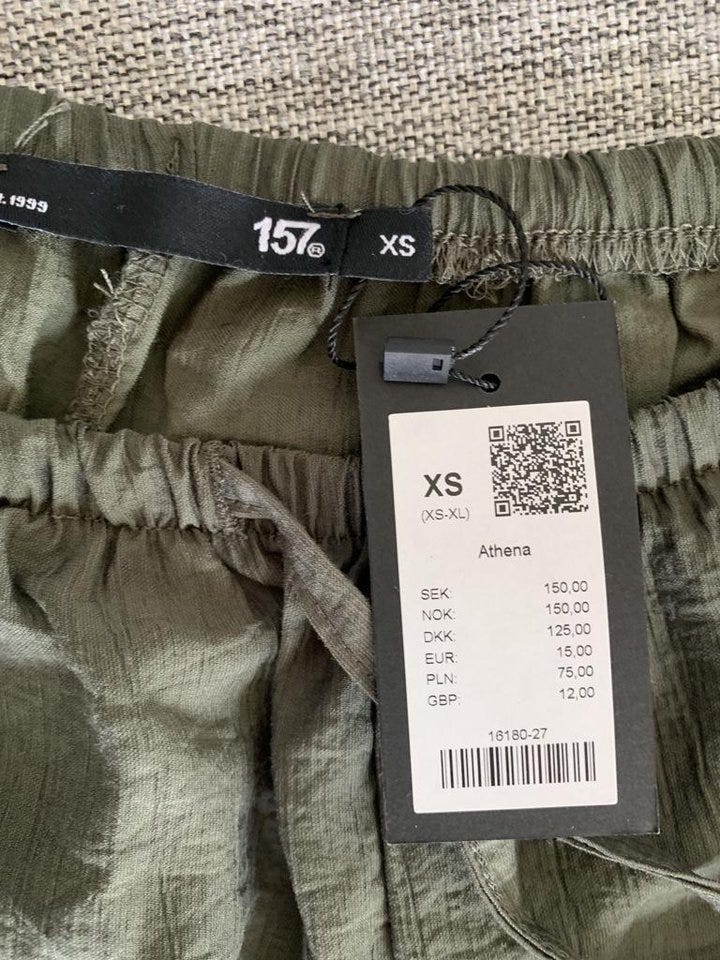 t. 1999
157® XS
XS
(XS-XL)
Athena
SEK: 150,00
NOK: 150,00
DKK: 125,00
EUR: 15,00
PLN: 75,00
GBP: 12,00
16180-27